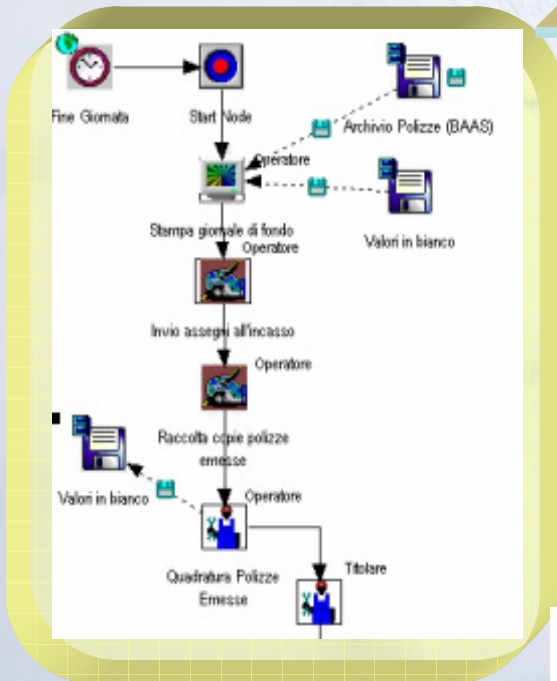 Fine Giornata
Start Node
Archivio Polizze (BAAS)
Operatore
Valori in bianco
Stampa giornale di fondo
Operatore
Invio assegni all'incasso
Operatore
Raccolta copie polizze
emesse
Valori in bianco
Operatore
Quadratura Polizze
Emesse
Titolare